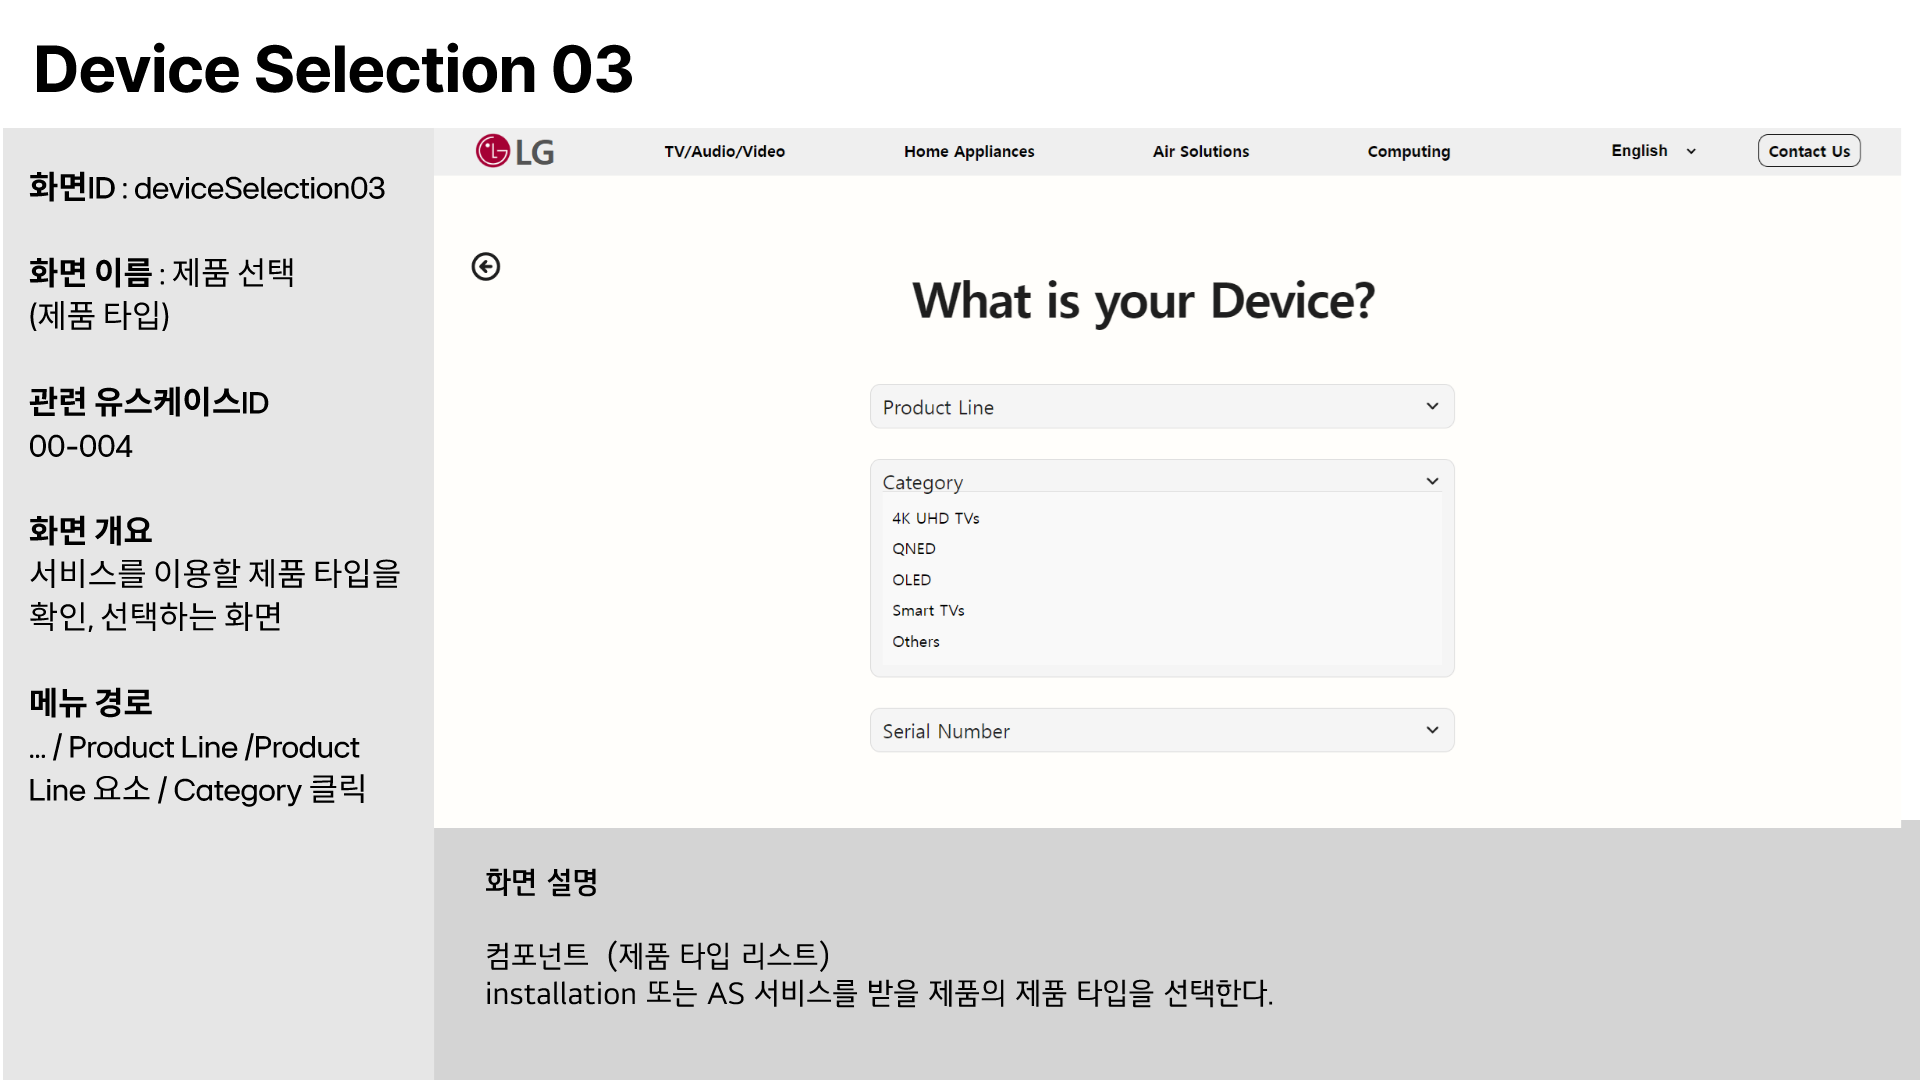 Device Selection 03
화면ID : deviceSelection03
화면 이름 : 제품 선택
(제품 타입)
관련 유스케이스ID
00-004
화면 개요
서비스를 이용할 제품 타입을
확인, 선택하는 화면
메뉴 경로
... / Product Line /Product
Line 요소 / Category 클릭
LG TV/Audio/Video Home Appliances Air Solutions Computing English Contact Us
What is your Device?
Product Line
Category
4K UHD TVs
QNED
OLED
Smart TVs
Others
Serial Number
화면 설명
컴포넌트 (제품 타입 리스트)
installation 또는 AS 서비스를 받을 제품의 제품 타입을 선택한다.